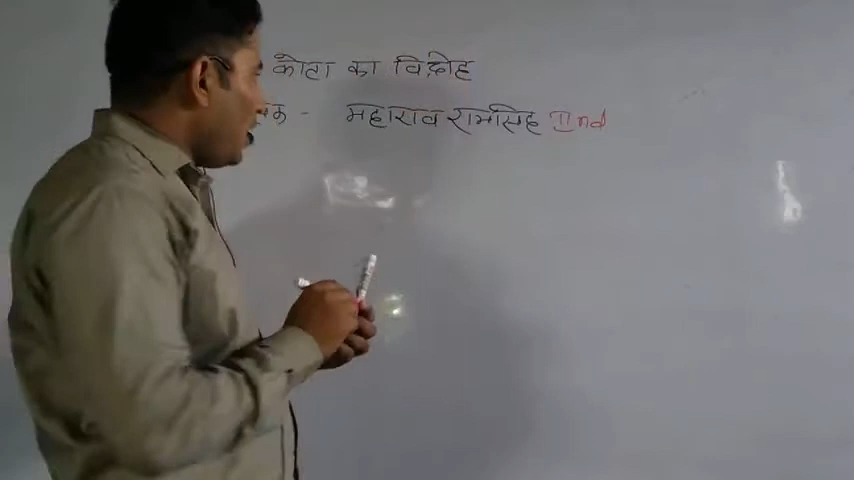 कोटा का विद्रोह
- महाराव रामसिंह IInd